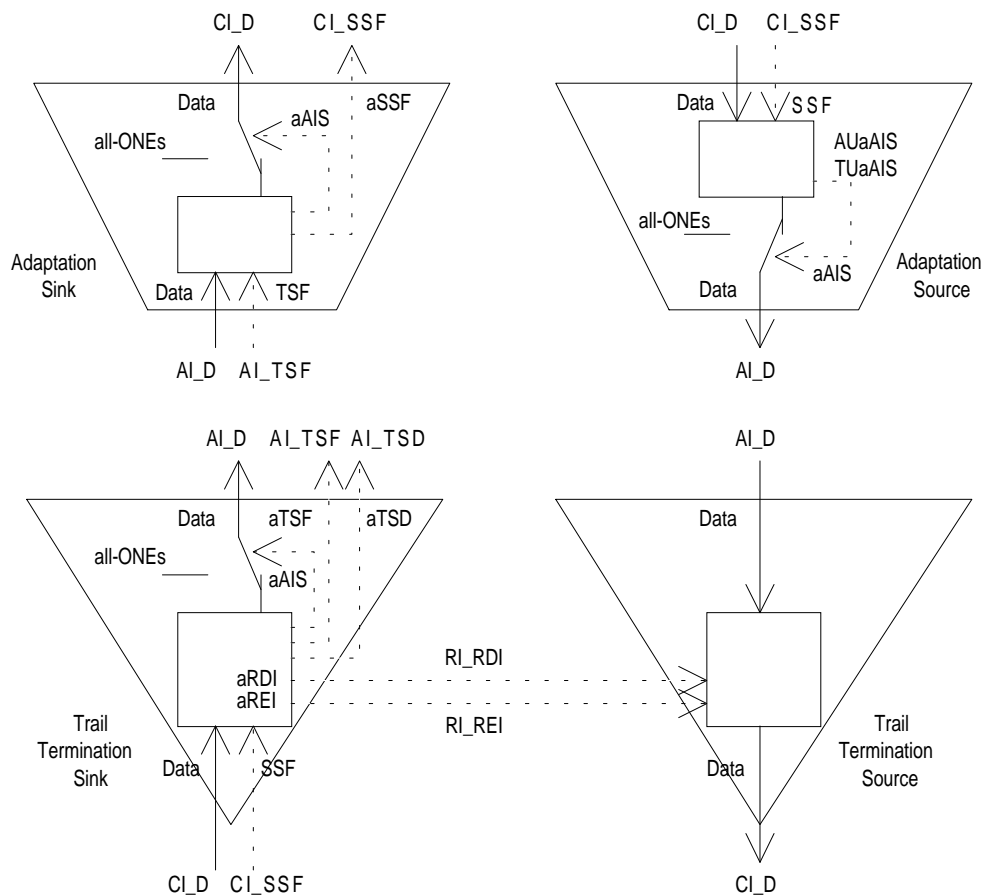 CI_D CI_SSF
Data aSSF
aAIS
all-ONEs
Adaptation
Sink
Data TSF
AI_D AI_TSF
CI_D CI_SSF
Data SSF
AUaAIS
TUaAIS
all-ONEs
aAIS
Adaptation
Source
Data
AI_D
AI_D AI_TSF AI_TSD
Data aTSF aTSD
all-ONEs
aAIS
aRDI
aREI
Trail
Termination
Sink
Data SSF
CI_D CI_SSF
RI_RDI
RI_REI
AI_D
Data
Trail
Termination
Source
Data
CI_D